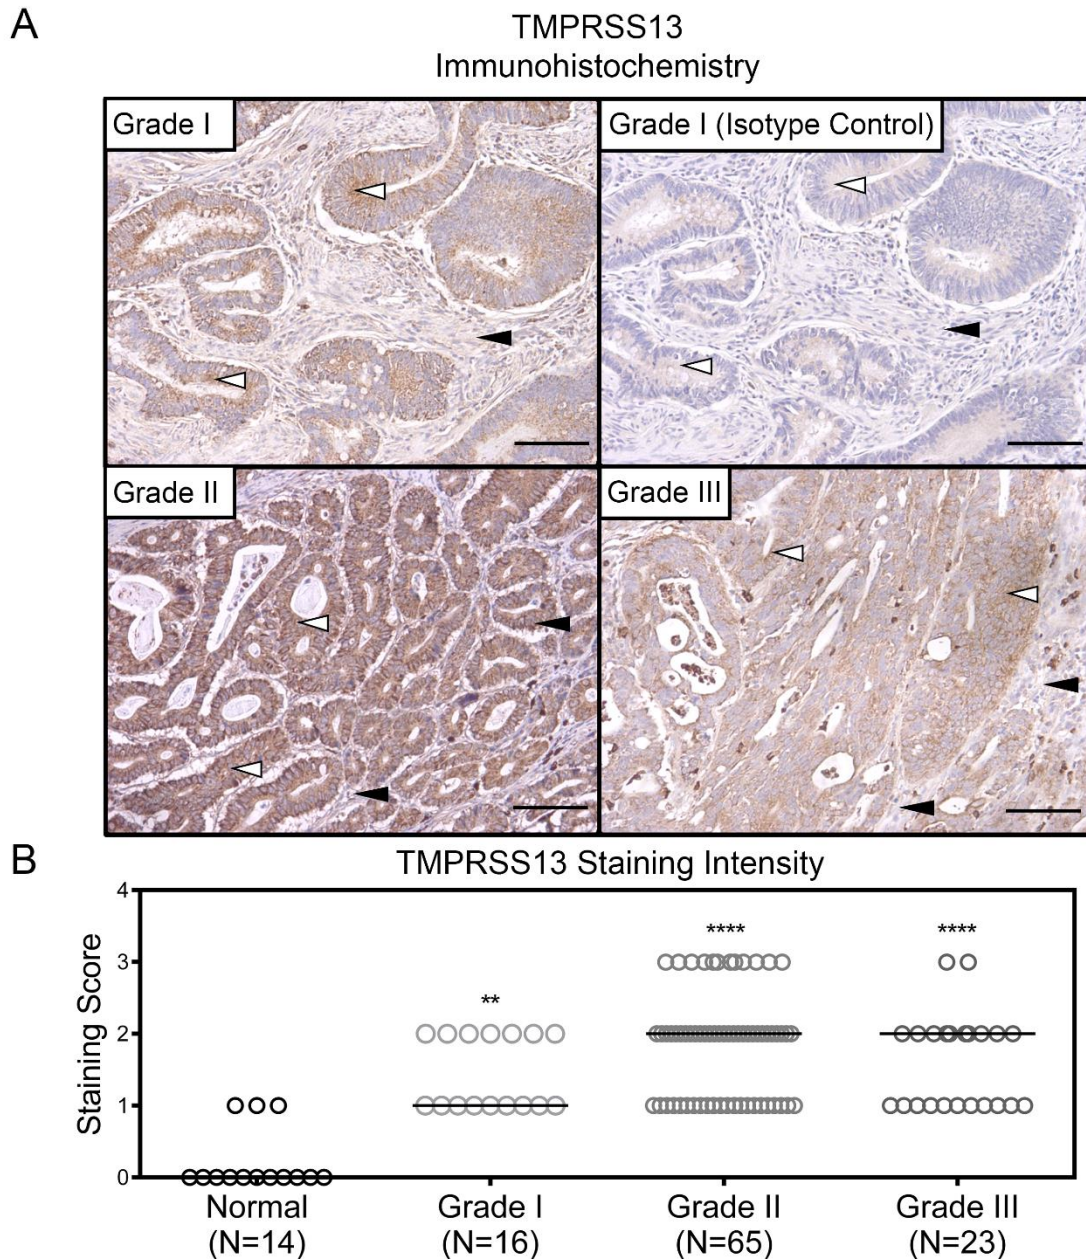 A
TMPRSS13
Immunohistochemistry
Grade I
Grade I (Isotype Control)
Grade II
Grade III
B
TMPRSS13 Staining Intensity
Staining Score
4
3
2
1
0
**
****
****
Normal
(N=14)
Grade I
(N=16)
Grade II
(N=65)
Grade III
(N=23)